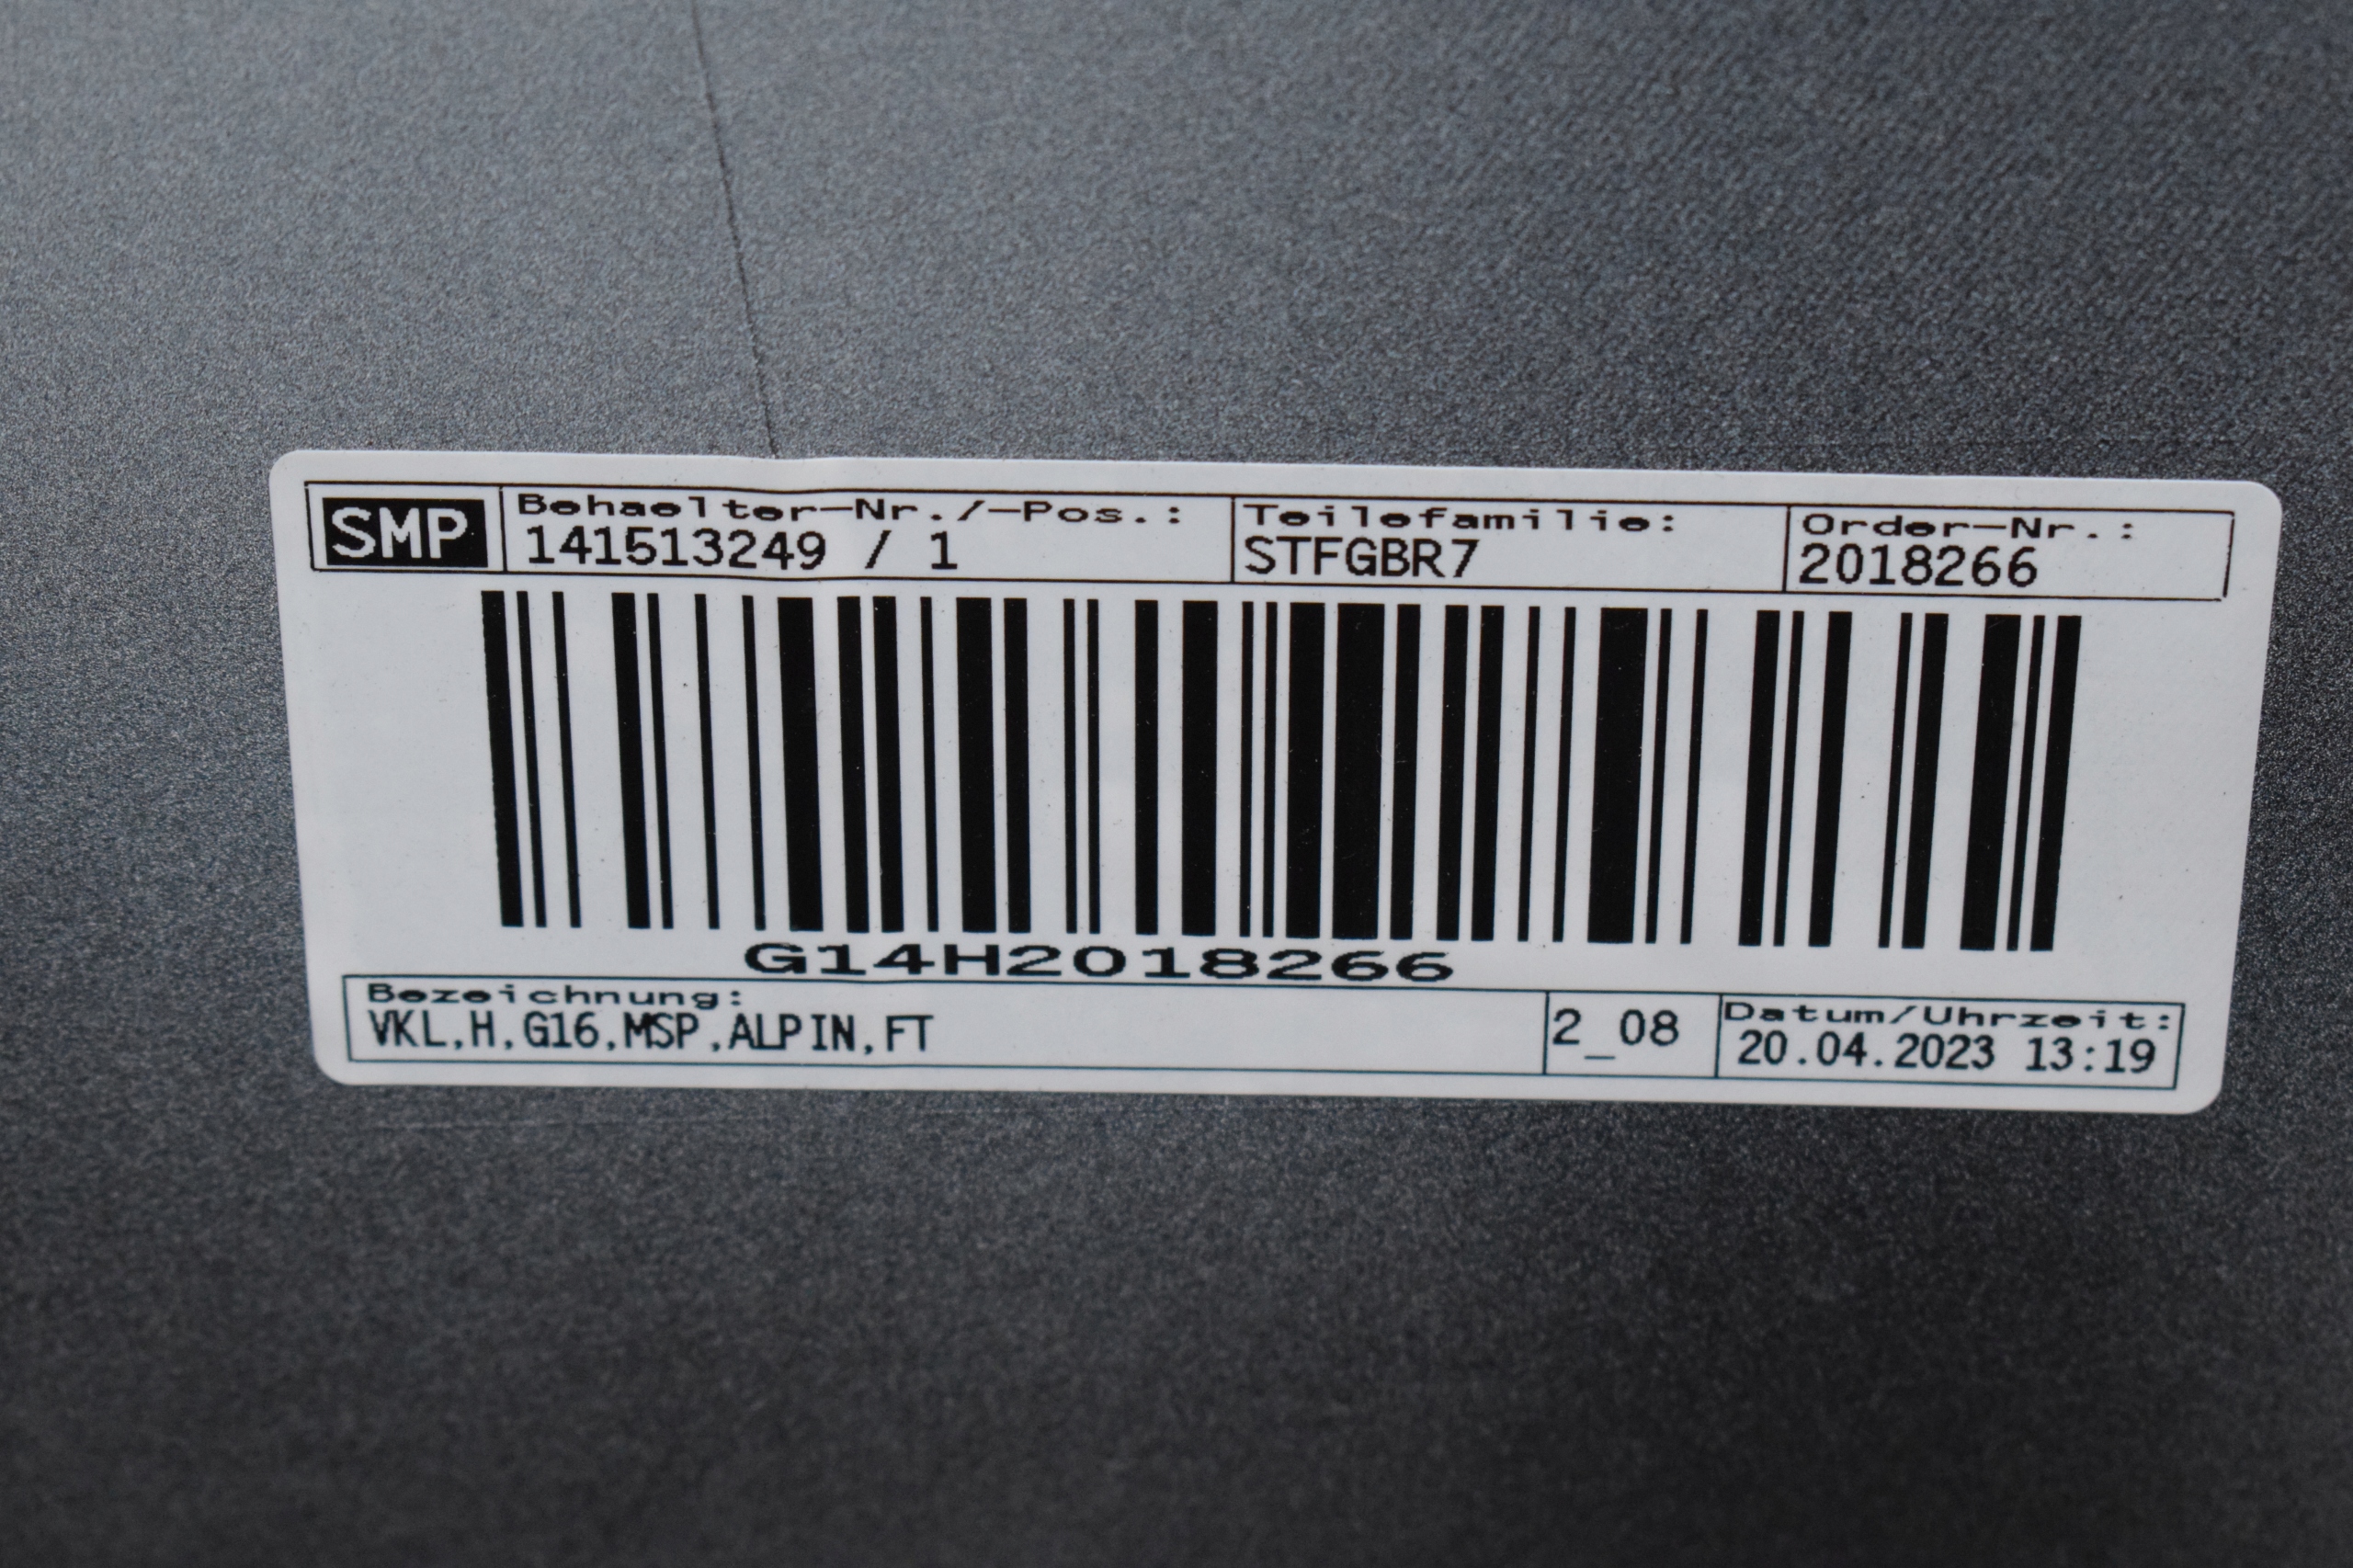 SMP
Behaelter-Nr./-Pos.: Teilefamilie: Order-Nr.:
141513249 / 1 STFGBR7 2018266
G14H2018266
Bezeichnung: 2_08 Datum/Uhrzeit:
VKL,H,G16,MSP,ALPIN,FT 20.04.2023 13:19